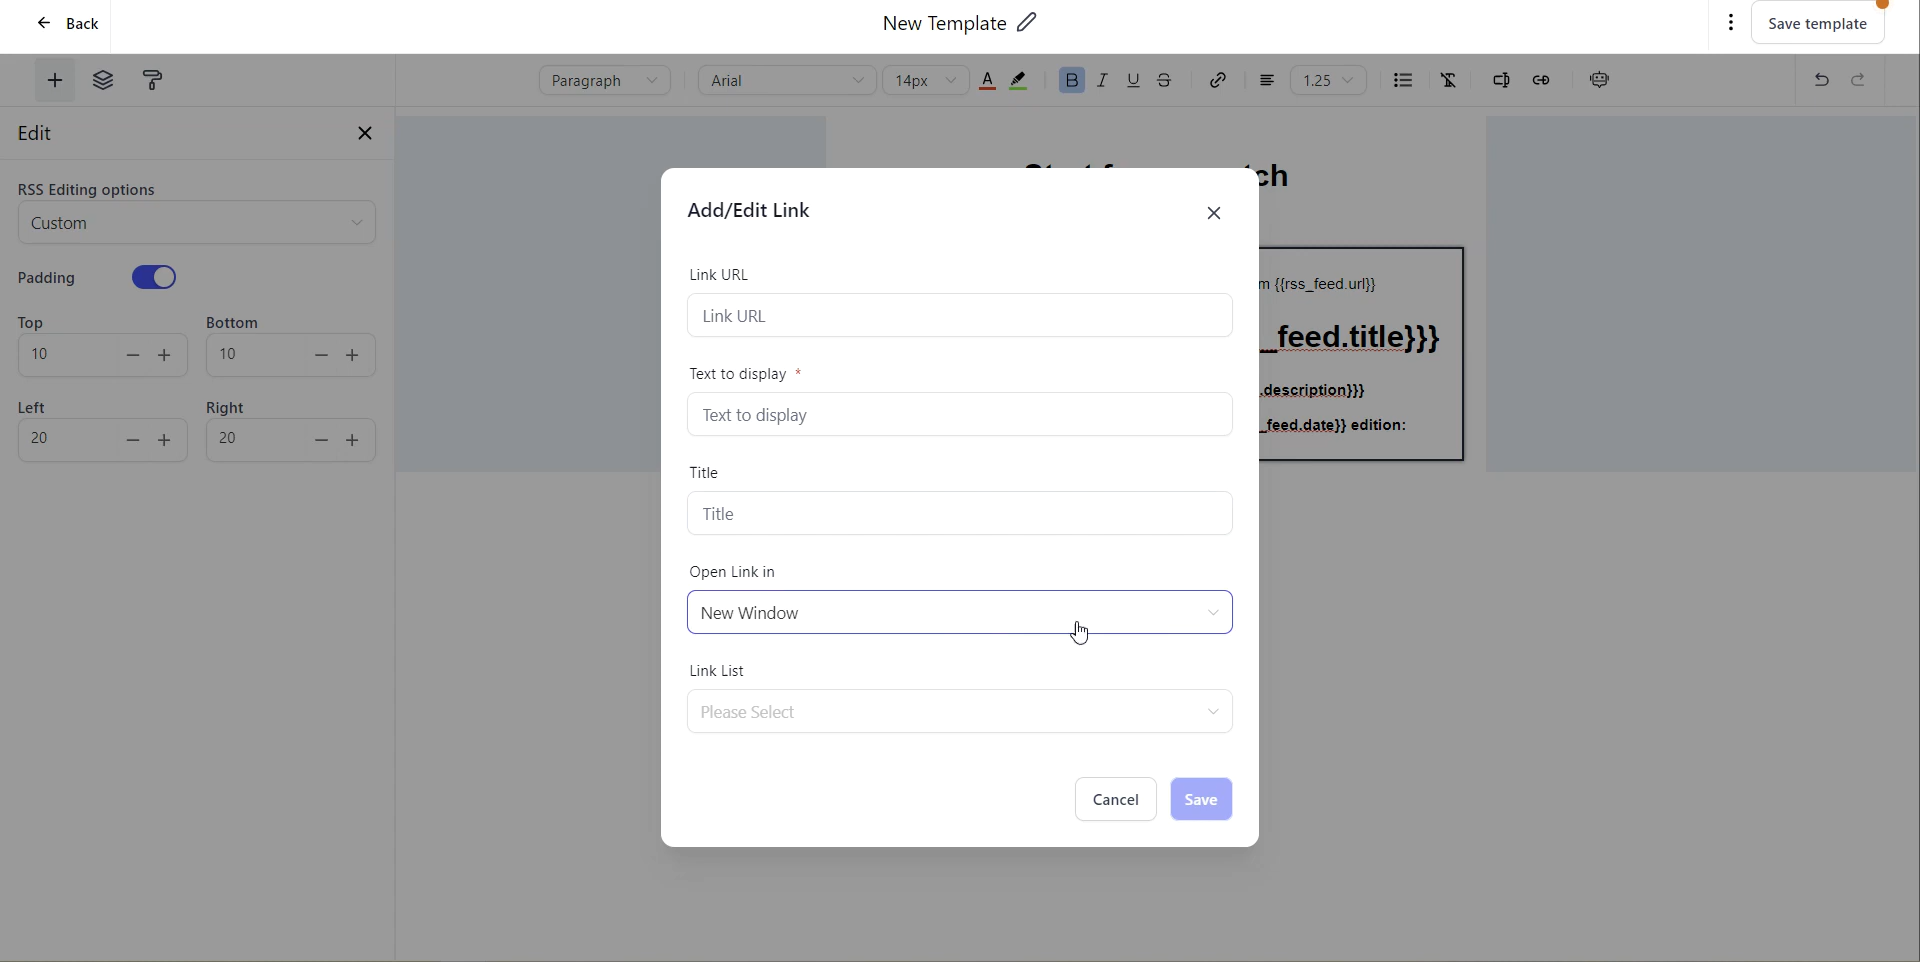 Back
New Template
Save template
Paragraph
Arial
14px
A
B
I
U
S
1.25
Edit
RSS Editing options
Custom
Padding
Top
Bottom
10
10
Left
Right
20
20
ch
m {{rss_feed.url}}
_feed.title}}}
.description}}}
_feed.date}} edition:
Add/Edit Link
Link URL
Link URL
Text to display *
Text to display
Title
Title
Open Link in
New Window
Link List
Please Select
Cancel
Save